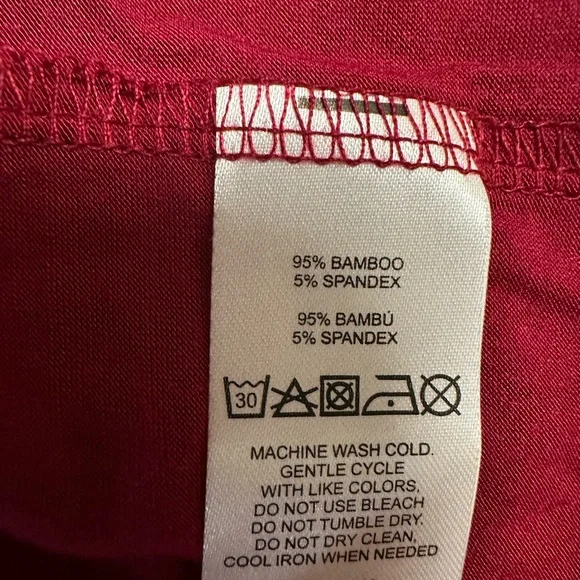 95% BAMBOO
5% SPANDEX
95% BAMBÚ
5% SPANDEX
30
MACHINE WASH COLD.
GENTLE CYCLE
WITH LIKE COLORS,
DO NOT USE BLEACH
DO NOT TUMBLE DRY.
DO NOT DRY CLEAN,
COOL IRON WHEN NEEDED